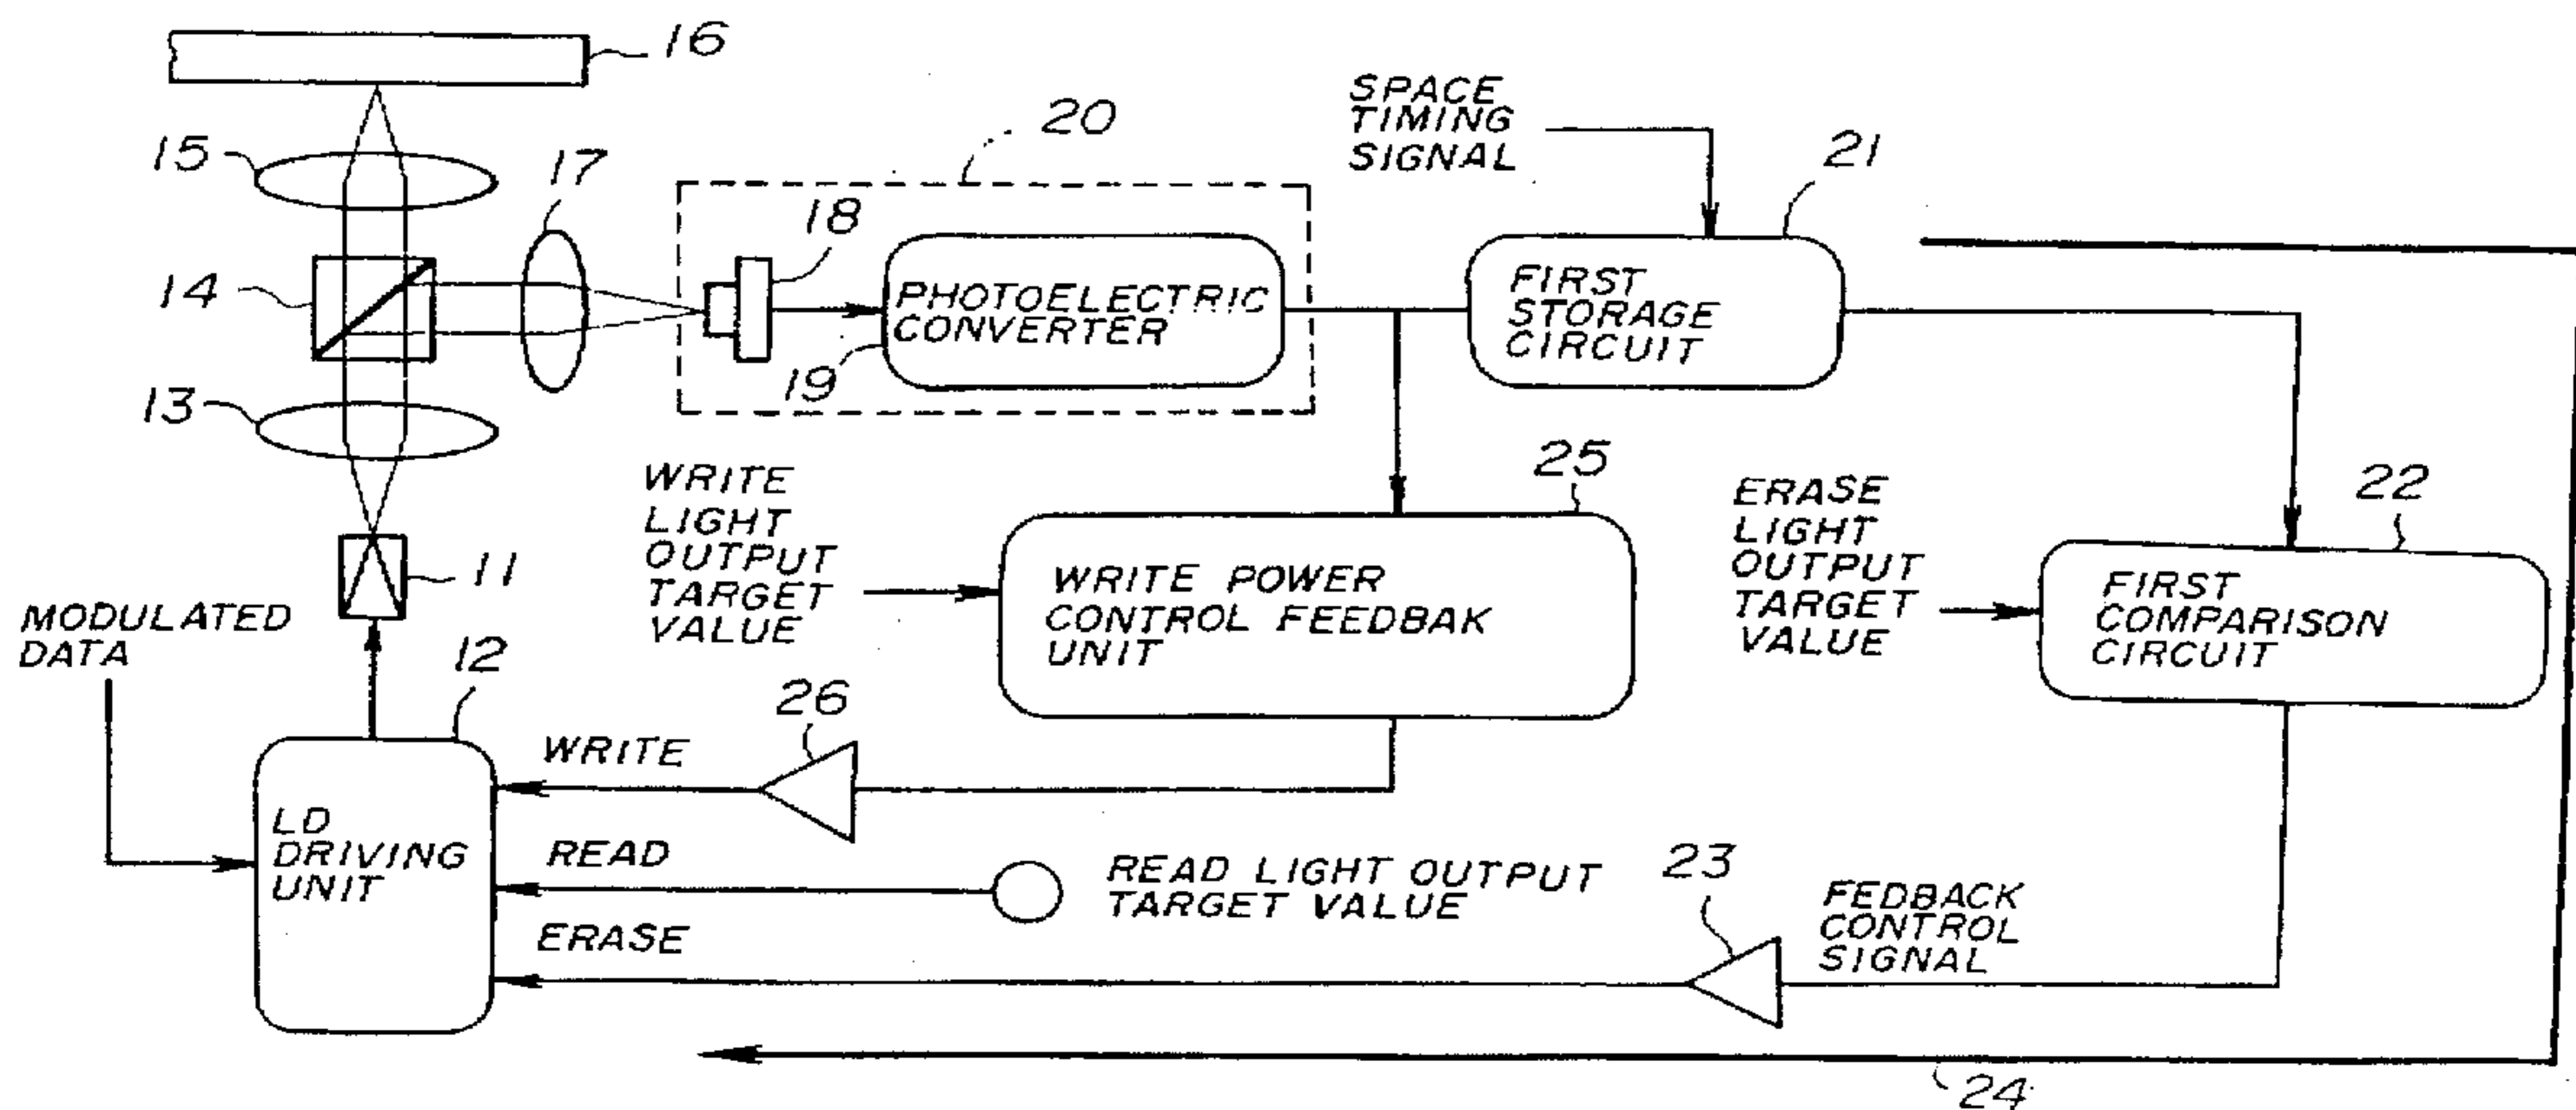 16
15
17
18
20
SPACE
TIMING
SIGNAL
21
14
PHOTOELECTRIC
CONVERTER
19
FIRST
STORAGE
CIRCUIT
13
11
WRITE
LIGHT
OUTPUT
TARGET
VALUE
25
WRITE POWER
CONTROL FEEDBAK
UNIT
ERASE
LIGHT
OUTPUT
TARGET
VALUE
22
FIRST
COMPARISON
CIRCUIT
MODULATED
DATA
12
LD
DRIVING
UNIT
WRITE
26
READ
READ LIGHT OUTPUT
TARGET VALUE
ERASE
23
FEDBACK
CONTROL
SIGNAL
24